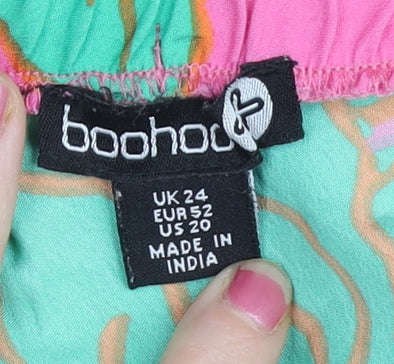 boohoo
UK 24
EUR 52
US 20
MADE IN
INDIA